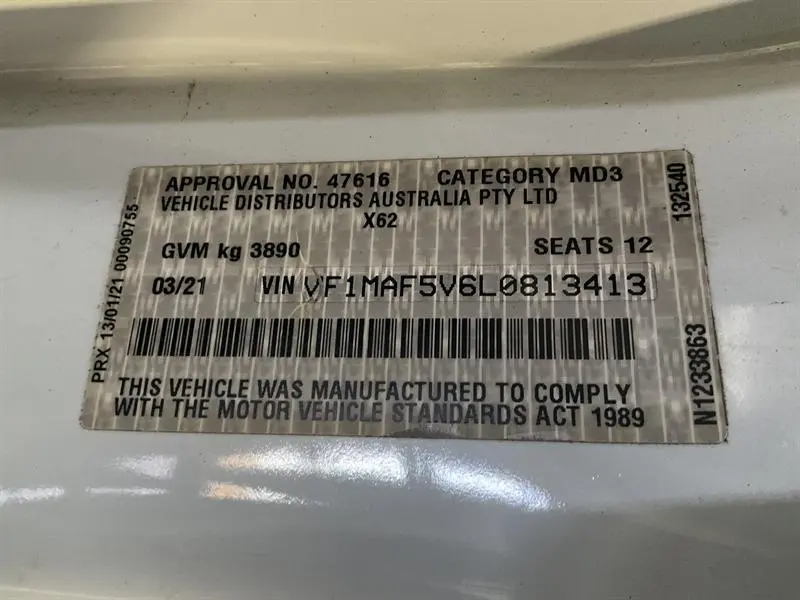 APPROVAL NO. 47616 CATEGORY MD3
VEHICLE DISTRIBUTORS AUSTRALIA PTY LTD
X62
GVM kg 3890 SEATS 12
03/21 VIN VF1MAF5V6L0813413
THIS VEHICLE WAS MANUFACTURED TO COMPLY
WITH THE MOTOR VEHICLE STANDARDS ACT 1989
PRX 13/01/21 00090755
132540
N1233863